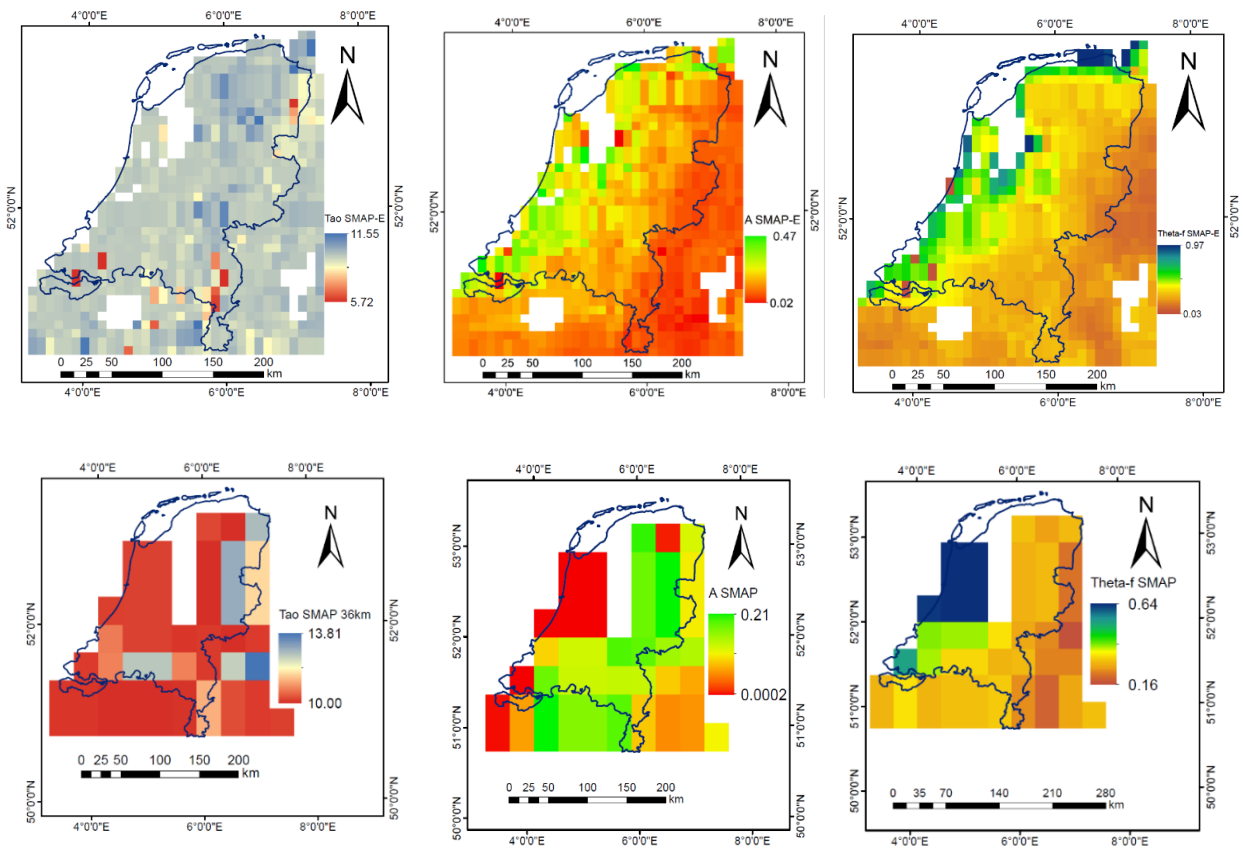 4°0'0"E 6°0'0"E 8°0'0"E
N
52°0'0"N
52°0'0"N
Tao SMAP-E
11.55
5.72
0 25 50 100 150 200
km
4°0'0"E 6°0'0"E 8°0'0"E
4°0'0"E 6°0'0"E 8°0'0"E
N
52°0'0"N
52°0'0"N
A SMAP-E
0.47
0.02
0 25 50 100 150 200
km
4°0'0"E 6°0'0"E 8°0'0"E
4°0'0"E 6°0'0"E 8°0'0"E
N
52°0'0"N
52°0'0"N
Theta-f SMAP-E
0.97
0.03
0 25 50 100 150 200
km
4°0'0"E 6°0'0"E 8°0'0"E
4°0'0"E 6°0'0"E 8°0'0"E
N
52°0'0"N
52°0'0"N
Tao SMAP 36km
13.81
10.00
0 25 50 100 150 200
km
50°0'0"N
50°0'0"N
4°0'0"E 6°0'0"E 8°0'0"E
4°0'0"E 6°0'0"E 8°0'0"E
N
53°0'0"N
53°0'0"N
52°0'0"N
52°0'0"N
A SMAP
0.21
0.0002
51°0'0"N
51°0'0"N
0 25 50 100 150 200
km
50°0'0"N
50°0'0"N
4°0'0"E 6°0'0"E 8°0'0"E
4°0'0"E 6°0'0"E 8°0'0"E
N
53°0'0"N
53°0'0"N
52°0'0"N
52°0'0"N
Theta-f SMAP
0.64
0.16
51°0'0"N
51°0'0"N
0 35 70 140 210 280
km
50°0'0"N
50°0'0"N
4°0'0"E 6°0'0"E 8°0'0"E